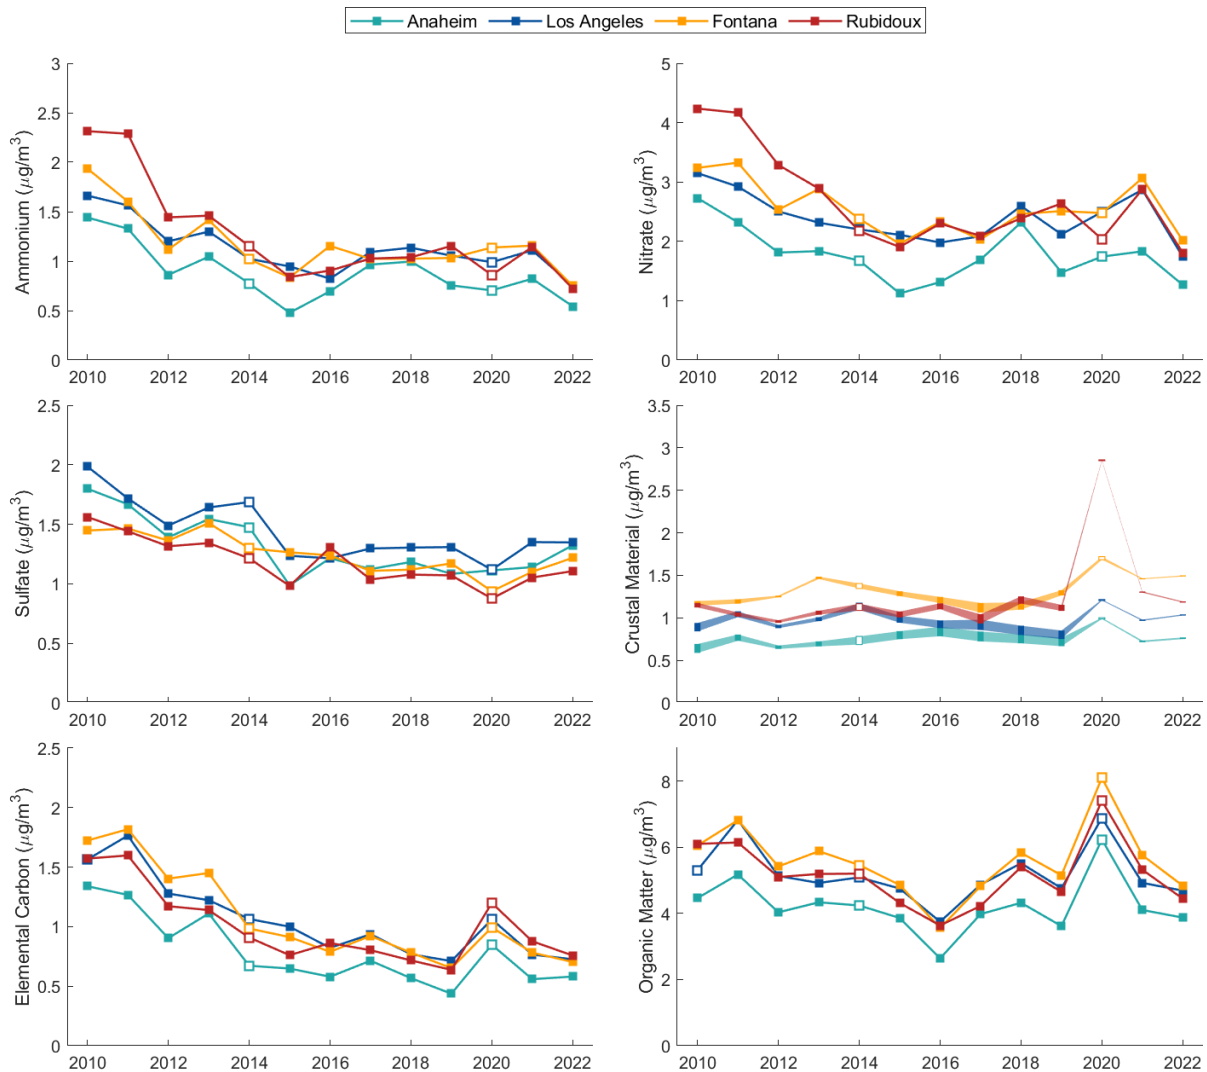 Anaheim Los Angeles Fontana Rubidoux
Ammonium (μg/m³)
3
2.5
2
1.5
1
0.5
0
2010 2012 2014 2016 2018 2020 2022
Nitrate (μg/m³)
5
4
3
2
1
0
2010 2012 2014 2016 2018 2020 2022
Sulfate (μg/m³)
2.5
2
1.5
1
0.5
0
2010 2012 2014 2016 2018 2020 2022
Crustal Material (μg/m³)
3.5
3
2.5
2
1.5
1
0.5
0
2010 2012 2014 2016 2018 2020 2022
Elemental Carbon (μg/m³)
2.5
2
1.5
1
0.5
0
2010 2012 2014 2016 2018 2020 2022
Organic Matter (μg/m³)
8
6
4
2
0
2010 2012 2014 2016 2018 2020 2022